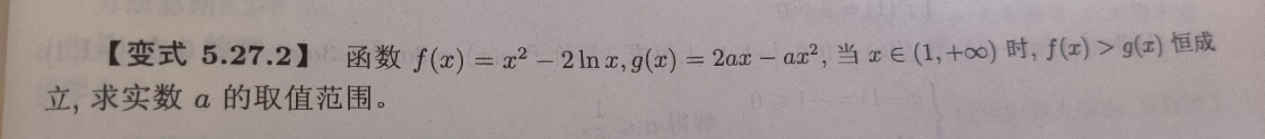 【变式 5.27.2】 函数 f(x) = x² − 2 ln x, g(x) = 2ax − ax², 当 x ∈ (1, +∞) 时, f(x) > g(x) 恒成
立, 求实数 a 的取值范围。